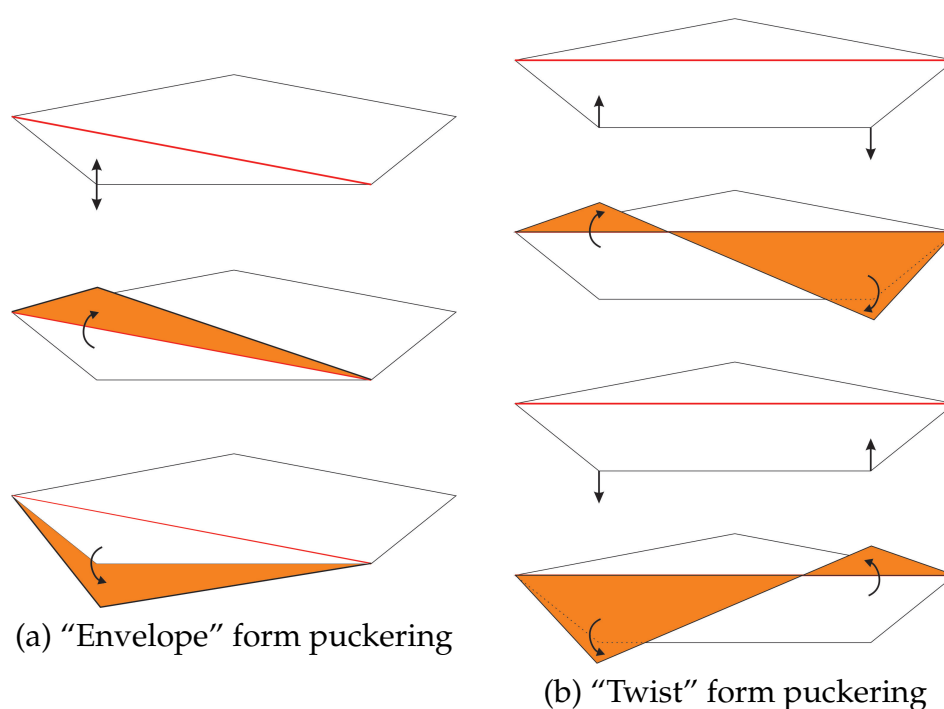 (a) “Envelope” form puckering
(b) “Twist” form puckering